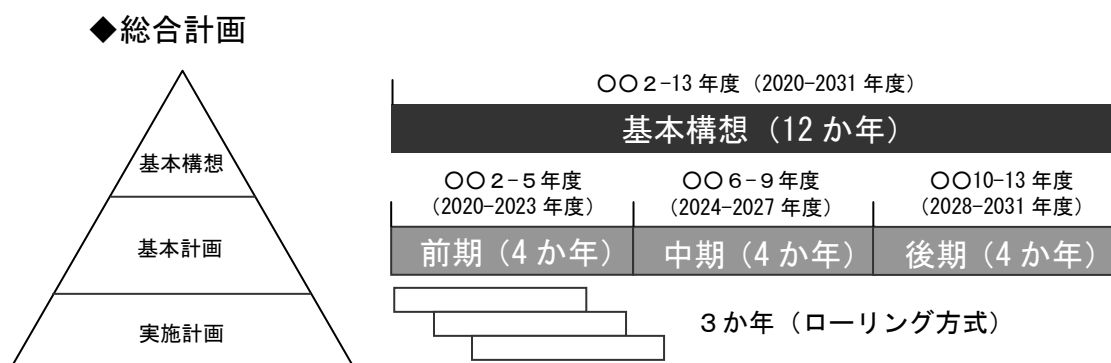 ◆総合計画
〇〇２-13 年度（2020-2031 年度）
基本構想（12 か年）
基本構想
〇〇２-５年度
（2020-2023 年度）
〇〇６-９年度
（2024-2027 年度）
〇〇10-13 年度
（2028-2031 年度）
基本計画
前期（4 か年）
中期（4 か年）
後期（4 か年）
実施計画
３か年（ローリング方式）